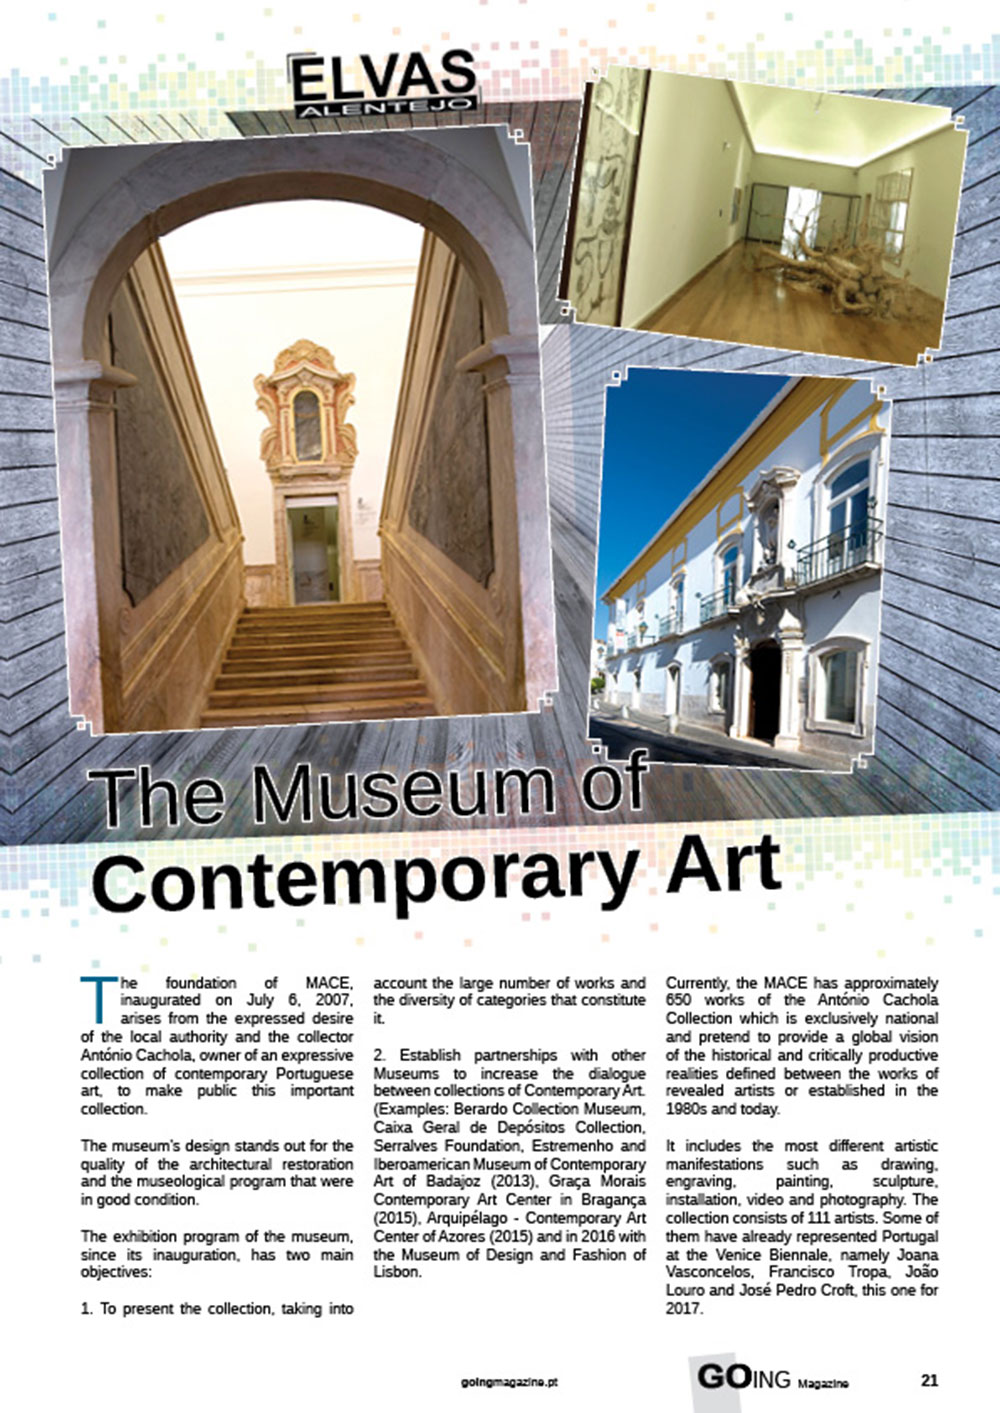 ELVAS
ALENTEJO
The Museum of
Contemporary Art
The foundation of MACE,
inaugurated on July 6, 2007,
arises from the expressed desire
of the local authority and the collector
António Cachola, owner of an expressive
collection of contemporary Portuguese
art, to make public this important
collection.
The museum's design stands out for the
quality of the architectural restoration
and the museological program that were
in good condition.
The exhibition program of the museum,
since its inauguration, has two main
objectives:
1. To present the collection, taking into
account the large number of works and
the diversity of categories that constitute
it.
2. Establish partnerships with other
Museums to increase the dialogue
between collections of Contemporary Art.
(Examples: Berardo Collection Museum,
Caixa Geral de Depósitos Collection,
Serralves Foundation, Estremenho and
Iberoamerican Museum of Contemporary
Art of Badajoz (2013), Graça Morais
Contemporary Art Center in Bragança
(2015), Arquipélago - Contemporary Art
Center of Azores (2015) and in 2016 with
the Museum of Design and Fashion of
Lisbon.
Currently, the MACE has approximately
650 works of the António Cachola
Collection which is exclusively national
and pretend to provide a global vision
of the historical and critically productive
realities defined between the works of
revealed artists or established in the
1980s and today.
It includes the most different artistic
manifestations such as drawing,
engraving, painting, sculpture,
installation, video and photography. The
collection consists of 111 artists. Some of
them have already represented Portugal
at the Venice Biennale, namely Joana
Vasconcelos, Francisco Tropa, João
Louro and José Pedro Croft, this one for
2017.
goingmagazine.pt
GOING Magazine
21